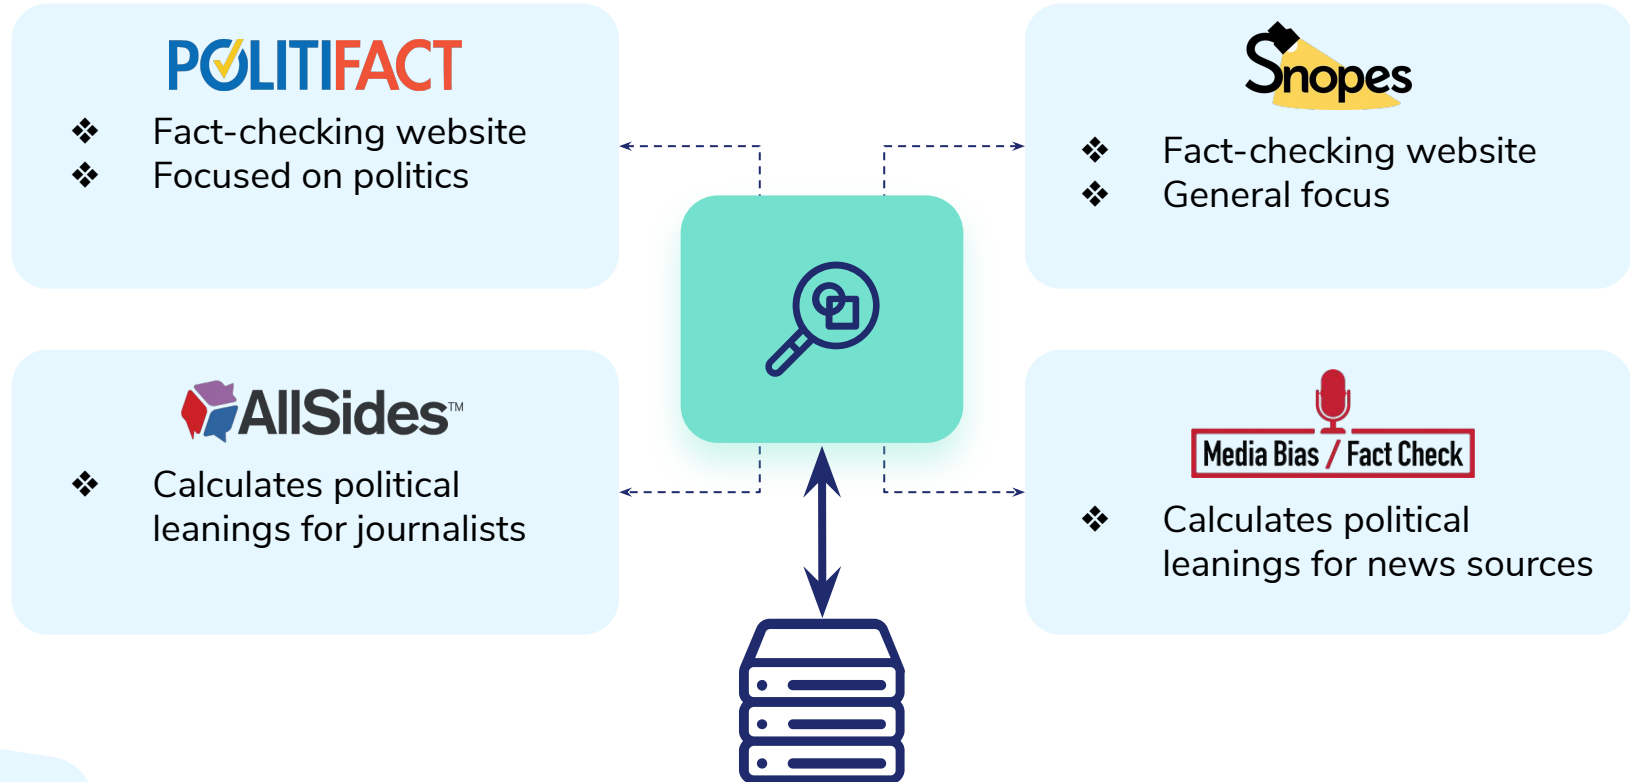 POLITIFACT
❖ Fact-checking website
❖ Focused on politics
Snopes
❖ Fact-checking website
❖ General focus
AllSides™
❖ Calculates political
leanings for journalists
Media Bias / Fact Check
❖ Calculates political
leanings for news sources